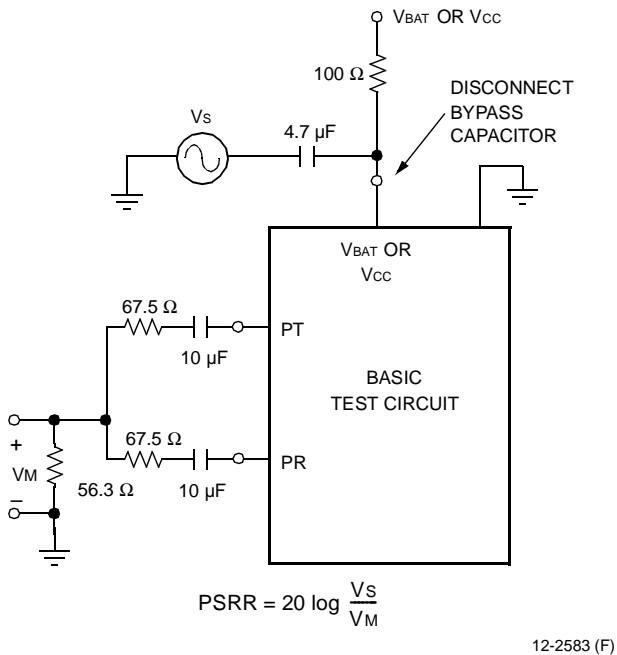 VBAT OR VCC
100 Ω
DISCONNECT
BYPASS
CAPACITOR
VS
4.7 µF
VBAT OR
VCC
67.5 Ω
10 µF
PT
BASIC
TEST CIRCUIT
67.5 Ω
10 µF
PR
+
VM
–
56.3 Ω
PSRR = 20 log VS
VM
12-2583 (F)